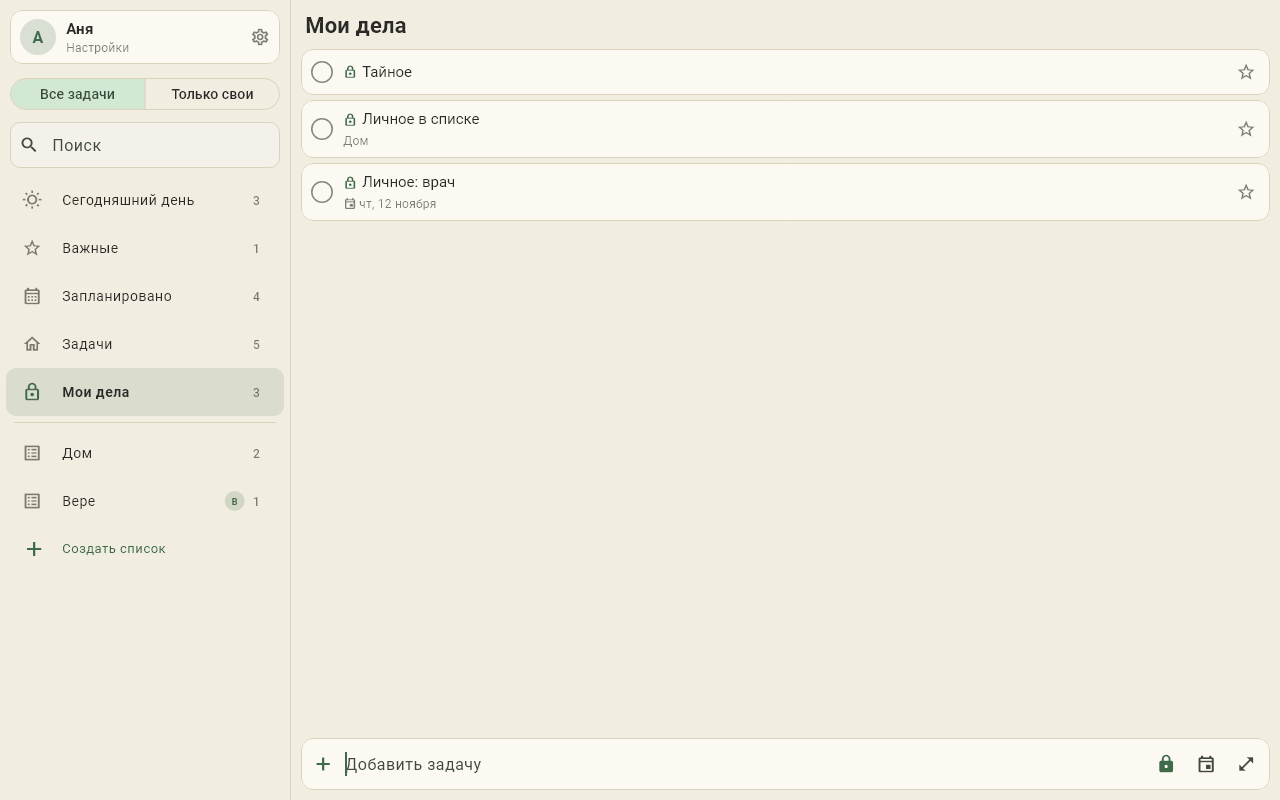 А
Аня
Настройки
Все задачи
Только свои
Поиск
Сегодняшний день 3
Важные 1
Запланировано 4
Задачи 5
Мои дела 3
Дом 2
Вере В 1
Создать список
Мои дела
Тайное
Личное в списке
Дом
Личное: врач
чт, 12 ноября
Добавить задачу